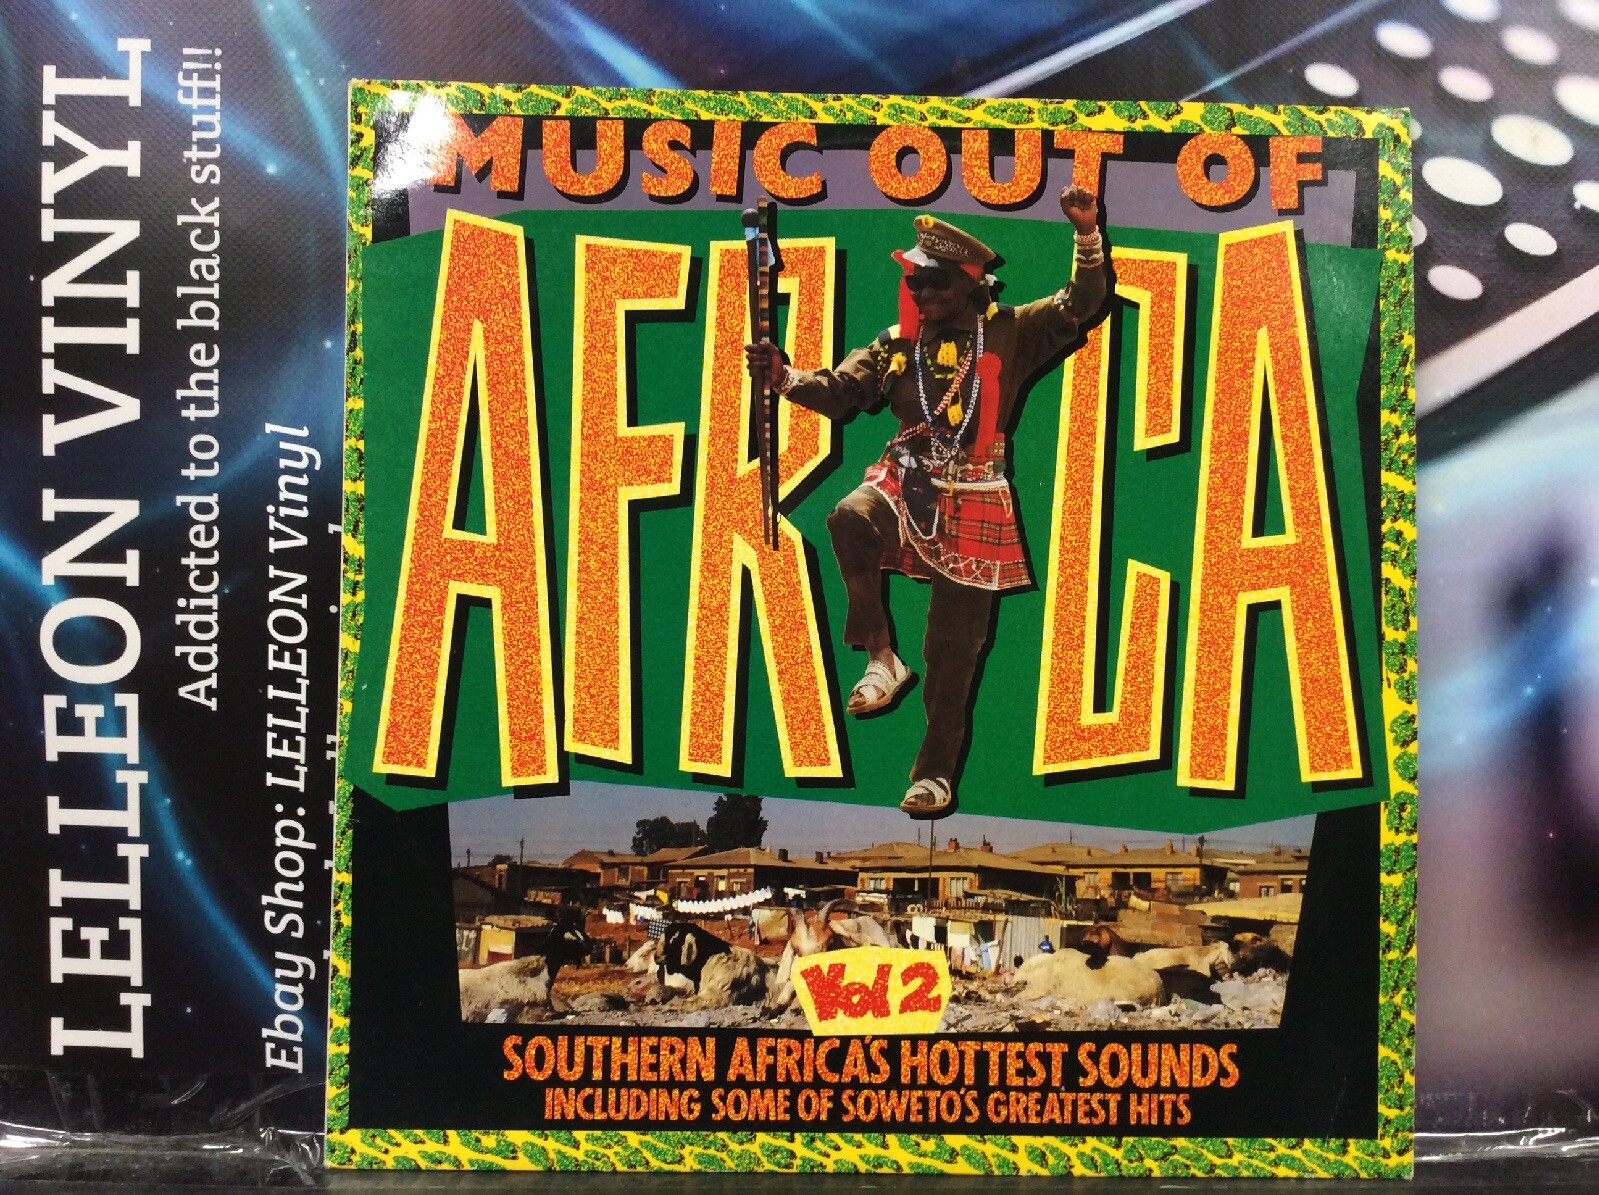 LELLEON VINYL
Addicted to the black stuff!!
Ebay Shop: LELLEON Vinyl
MUSIC OUT OF
AFRICA
Vol 2
SOUTHERN AFRICA'S HOTTEST SOUNDS
INCLUDING SOME OF SOWETO'S GREATEST HITS